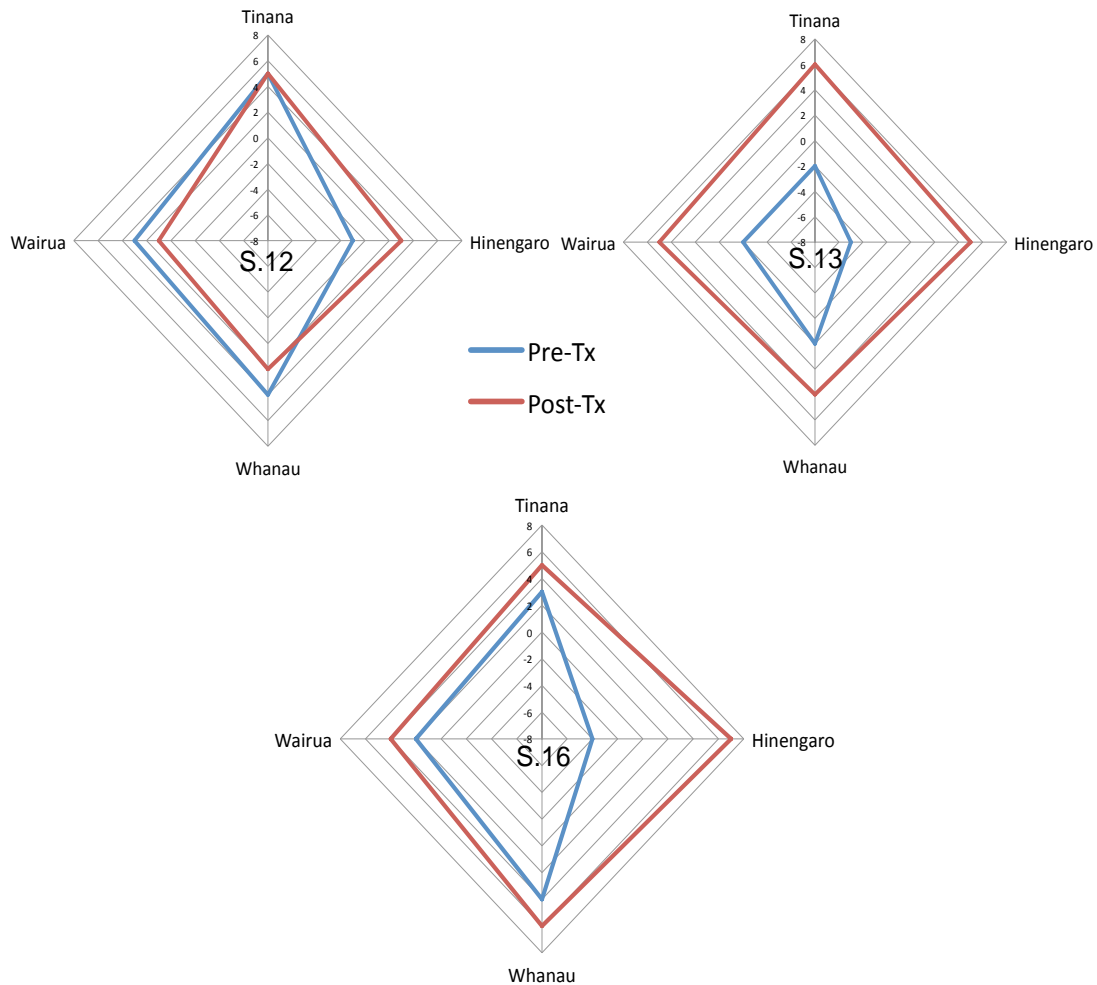 Tinana
8
6
4
2
0
-2
-4
-6
-8
Wairua
Hinengaro
S.12
Whanau
Tinana
8
6
4
2
0
-2
-4
-6
-8
Wairua
Hinengaro
S.13
Whanau
Pre-Tx
Post-Tx
Tinana
8
6
4
2
0
-2
-4
-6
-8
Wairua
Hinengaro
S.16
Whanau